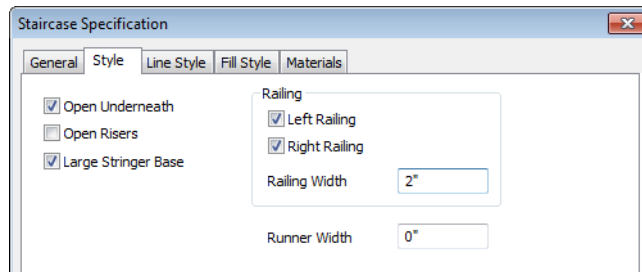 Staircase Specification
General Style Line Style Fill Style Materials
Open Underneath
Open Risers
Large Stringer Base
Railing
Left Railing
Right Railing
Railing Width 2"
Runner Width 0"